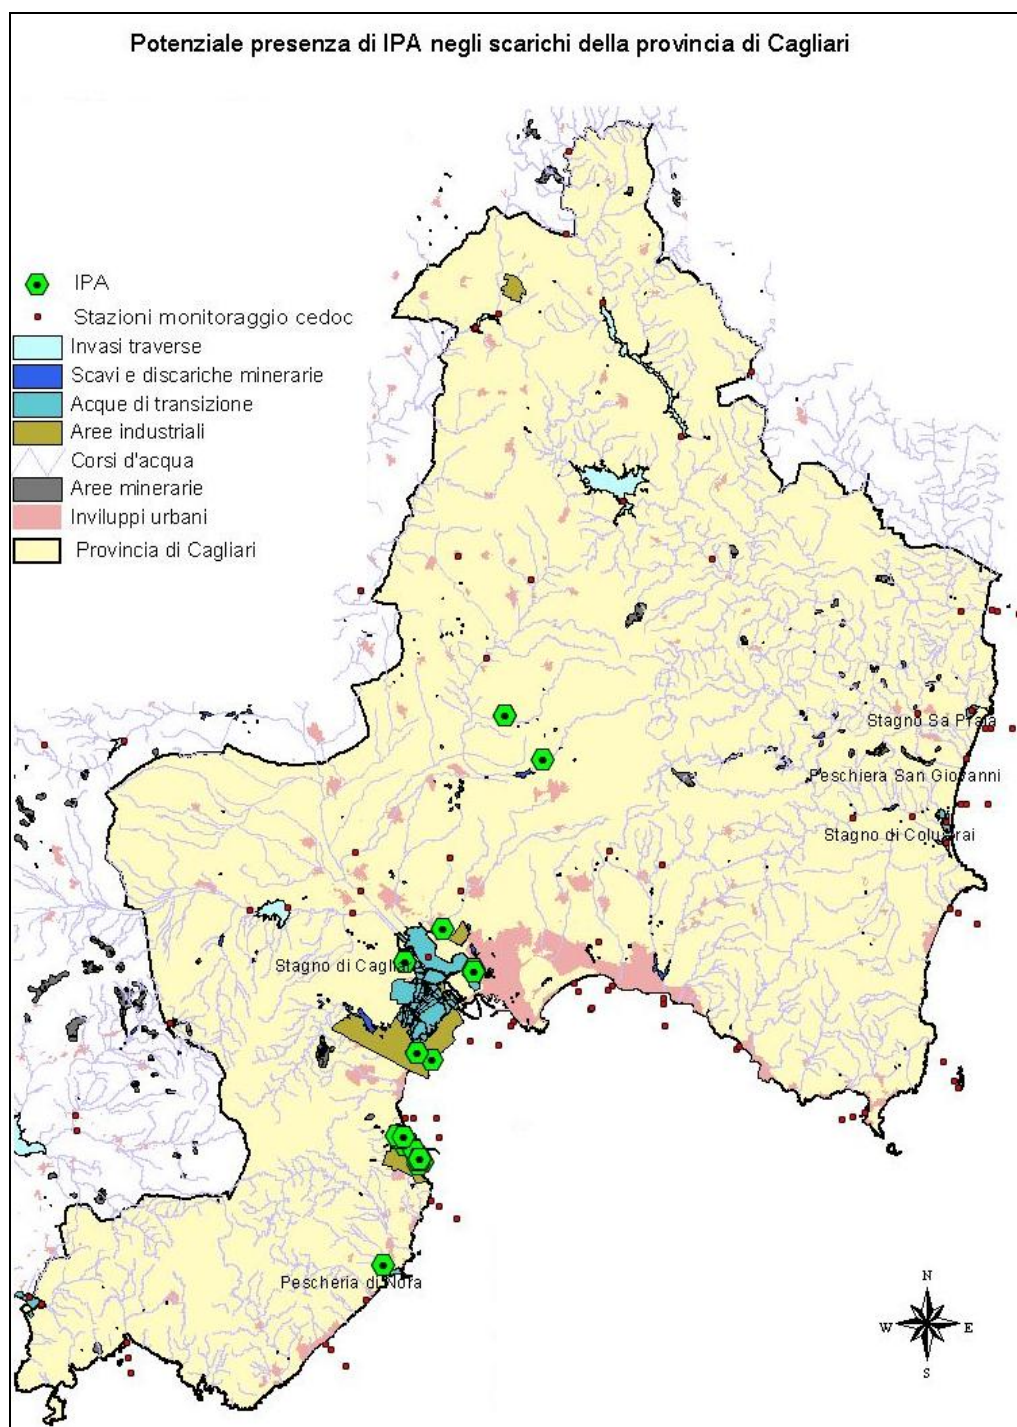 Potenziale presenza di IPA negli scarichi della provincia di Cagliari
IPA
Stazioni monitoraggio cedoc
Invasi traverse
Scavi e discariche minerarie
Acque di transizione
Aree industriali
Corsi d'acqua
Aree minerarie
Inviluppi urbani
Provincia di Cagliari
Stagno Sa Praia
Peschiera San Giovanni
Stagno di Colostrai
Stagno di Cagliari
Pescheria di Nora
N
W E
S